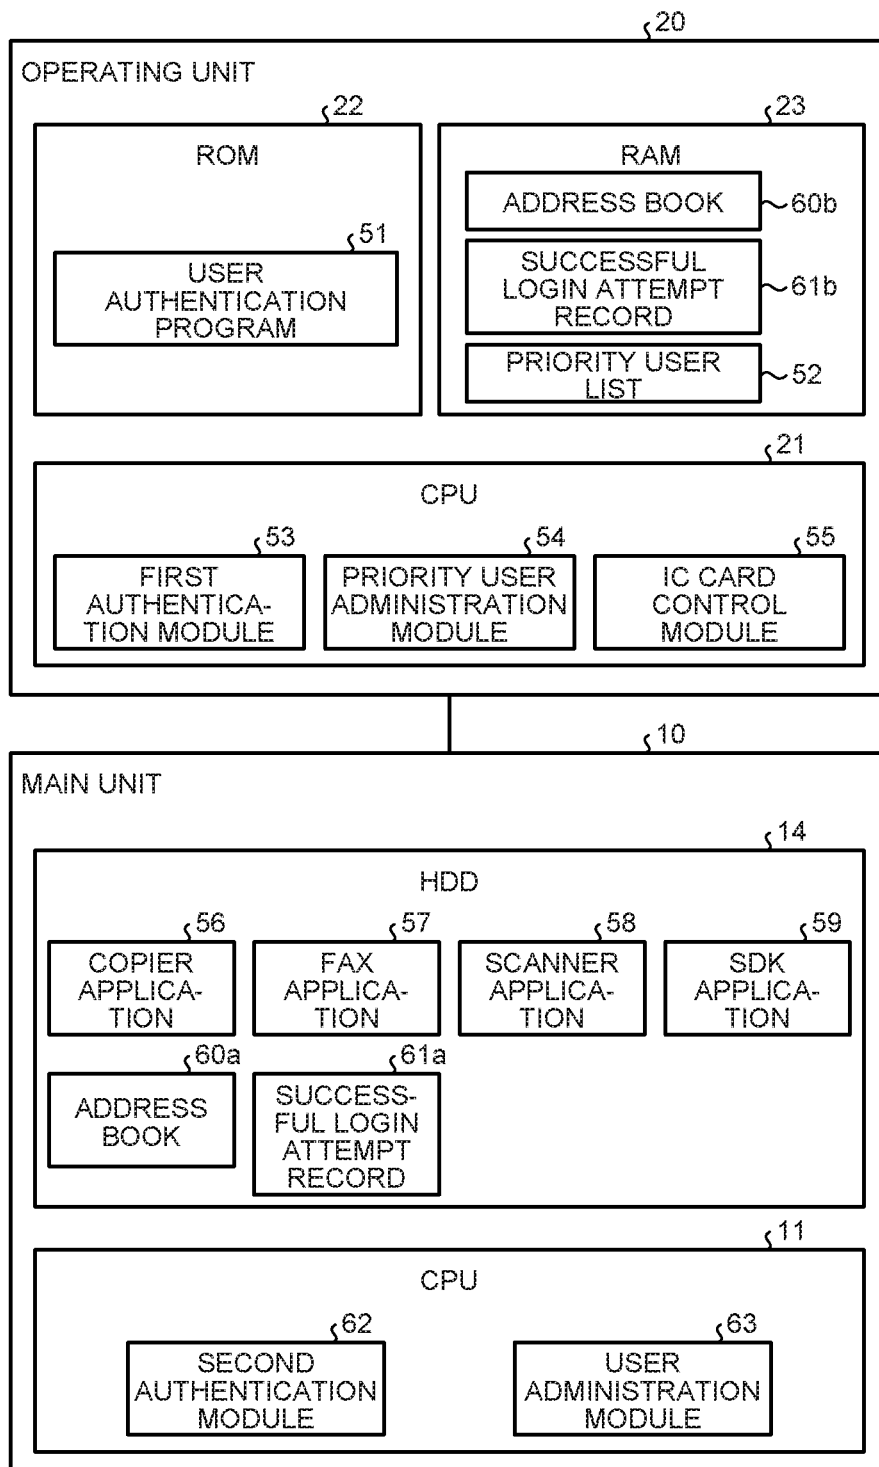 20
OPERATING UNIT
22
23
ROM
RAM
ADDRESS BOOK
60b
51
USER
AUTHENTICATION
PROGRAM
SUCCESSFUL
LOGIN ATTEMPT
RECORD
61b
PRIORITY USER
LIST
52
21
CPU
53
54
55
FIRST
AUTHENTICA-
TION MODULE
PRIORITY USER
ADMINISTRATION
MODULE
IC CARD
CONTROL
MODULE
10
MAIN UNIT
14
HDD
56
57
58
59
COPIER
APPLICA-
TION
FAX
APPLICA-
TION
SCANNER
APPLICA-
TION
SDK
APPLICA-
TION
60a
61a
ADDRESS
BOOK
SUCCESS-
FUL LOGIN
ATTEMPT
RECORD
11
CPU
62
63
SECOND
AUTHENTICATION
MODULE
USER
ADMINISTRATION
MODULE